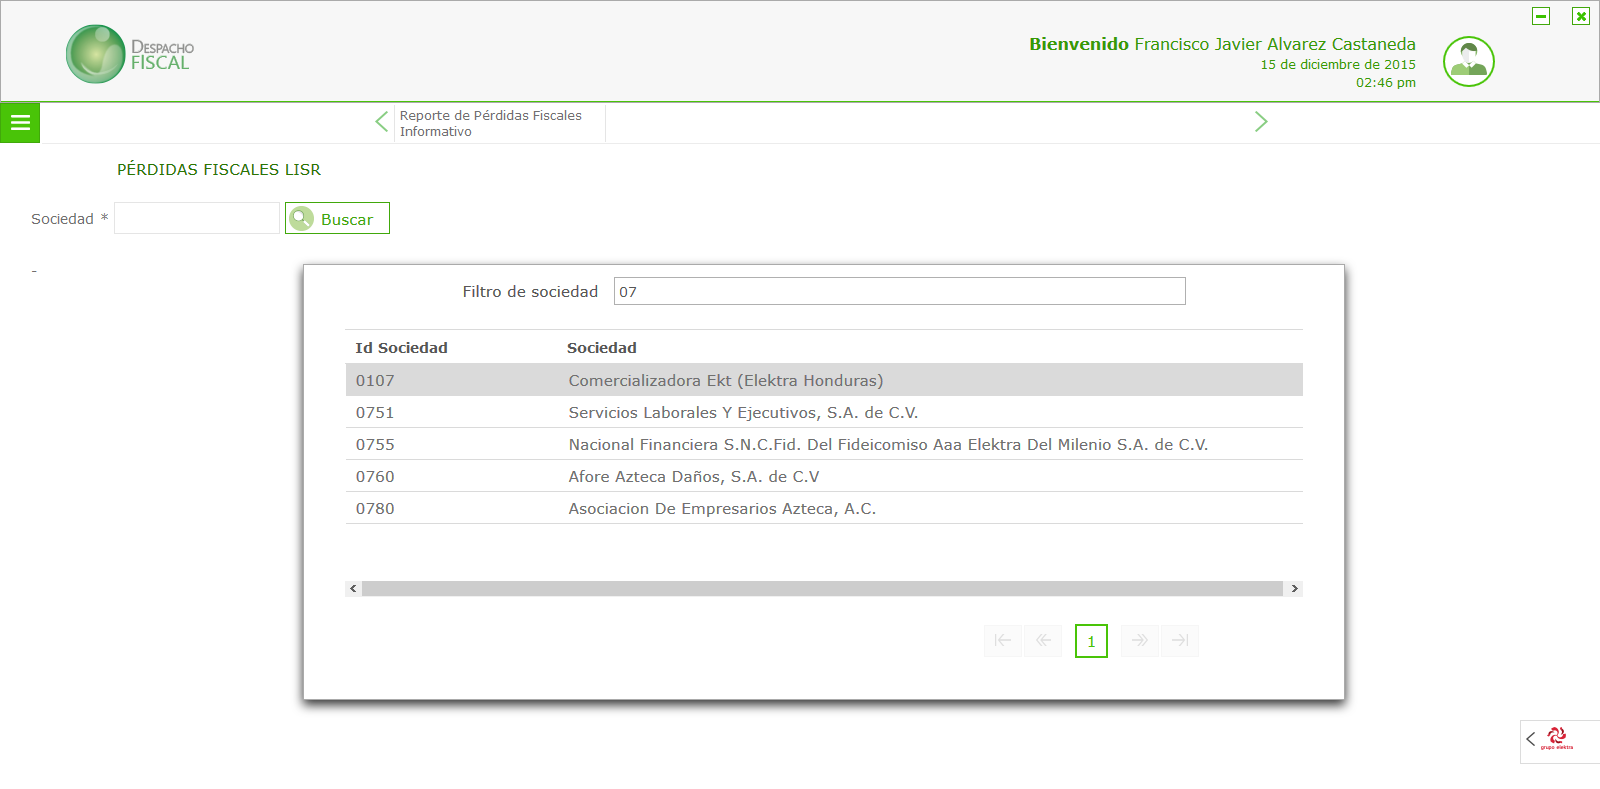 DESPACHO
FISCAL
Bienvenido Francisco Javier Alvarez Castaneda
15 de diciembre de 2015
02:46 pm
Reporte de Pérdidas Fiscales
Informativo
PÉRDIDAS FISCALES LISR
Sociedad *
Buscar
-
Filtro de sociedad 07
Id Sociedad Sociedad
0107 Comercializadora Ekt (Elektra Honduras)
0751 Servicios Laborales Y Ejecutivos, S.A. de C.V.
0755 Nacional Financiera S.N.C.Fid. Del Fideicomiso Aaa Elektra Del Milenio S.A. de C.V.
0760 Afore Azteca Daños, S.A. de C.V
0780 Asociacion De Empresarios Azteca, A.C.
1
grupo elektra